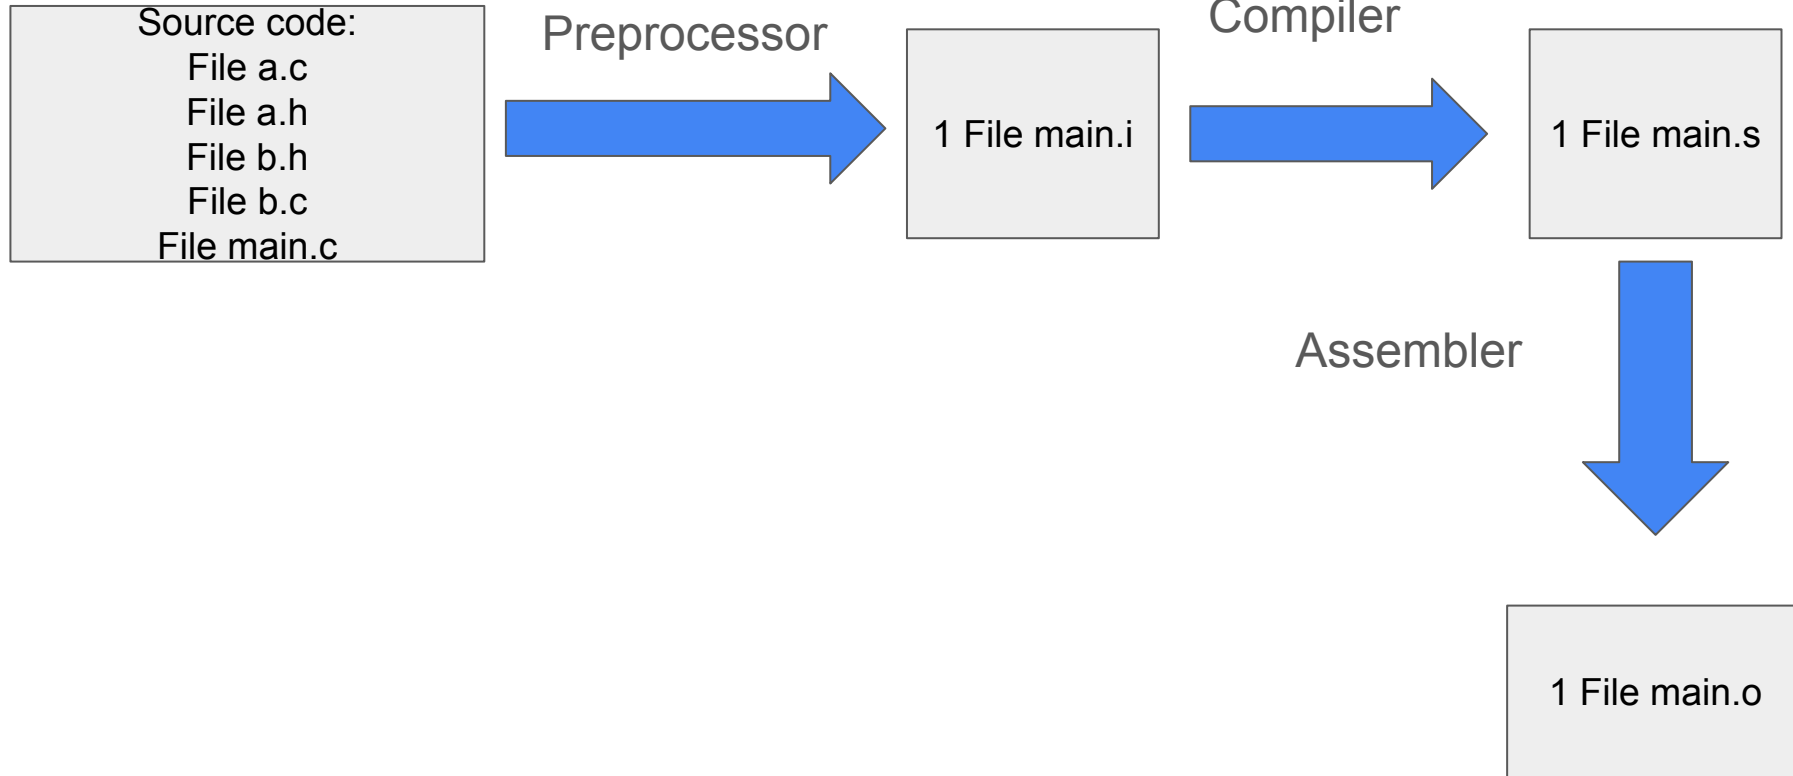 Source code:
File a.c
File a.h
File b.h
File b.c
File main.c
Preprocessor
1 File main.i
Compiler
1 File main.s
Assembler
1 File main.o